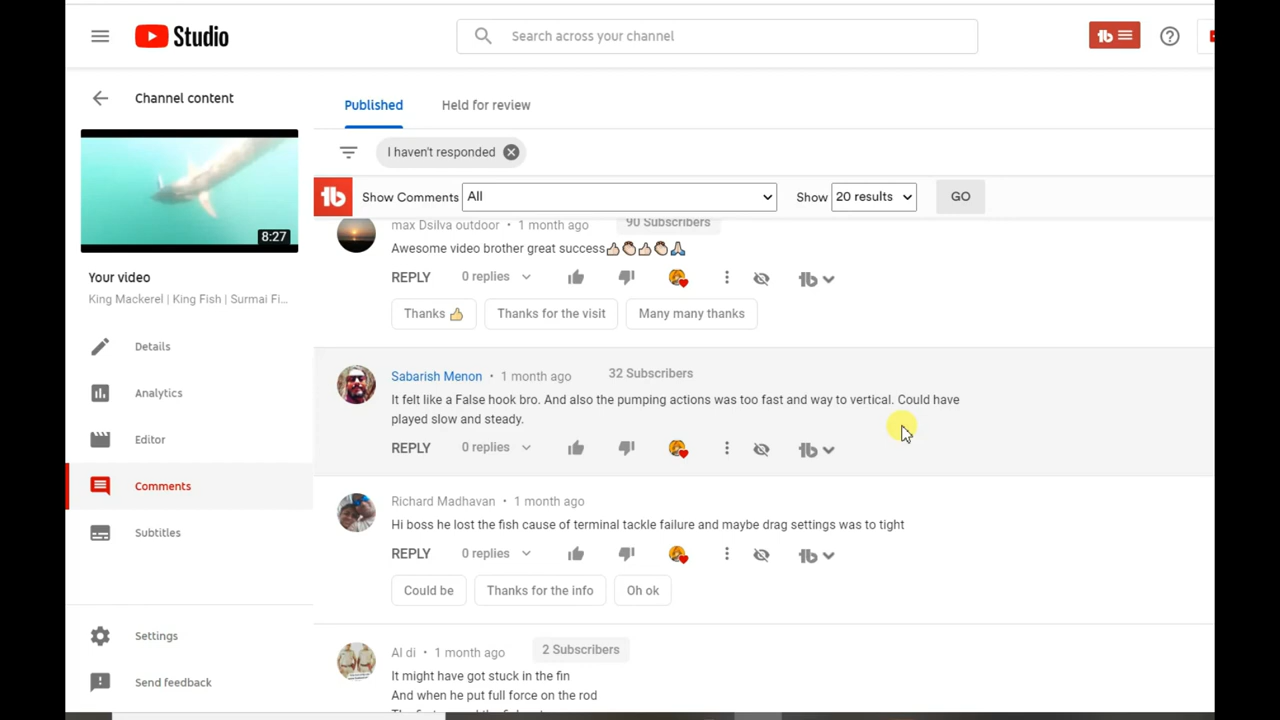 Studio
Search across your channel
Channel content
8:27
Your video
King Mackerel | King Fish | Surmai Fi...
Details
Analytics
Editor
Comments
Subtitles
Settings
Send feedback
Published
Held for review
I haven't responded
Show Comments All Show 20 results GO
max Dsilva outdoor • 1 month ago 90 Subscribers
Awesome video brother great success👍👏👍👏🙏
REPLY 0 replies
Thanks 👍 Thanks for the visit Many many thanks
Sabarish Menon • 1 month ago 32 Subscribers
It felt like a False hook bro. And also the pumping actions was too fast and way to vertical. Could have
played slow and steady.
REPLY 0 replies
Richard Madhavan • 1 month ago
Hi boss he lost the fish cause of terminal tackle failure and maybe drag settings was to tight
REPLY 0 replies
Could be Thanks for the info Oh ok
Al di • 1 month ago 2 Subscribers
It might have got stuck in the fin
And when he put full force on the rod